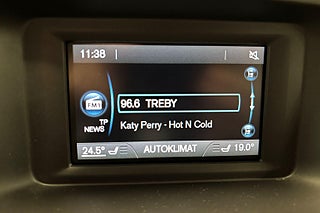 11:38
FM1
96.6 TREBY
TP
NEWS
Katy Perry - Hot N Cold
24.5° AUTOKLIMAT 19.0°